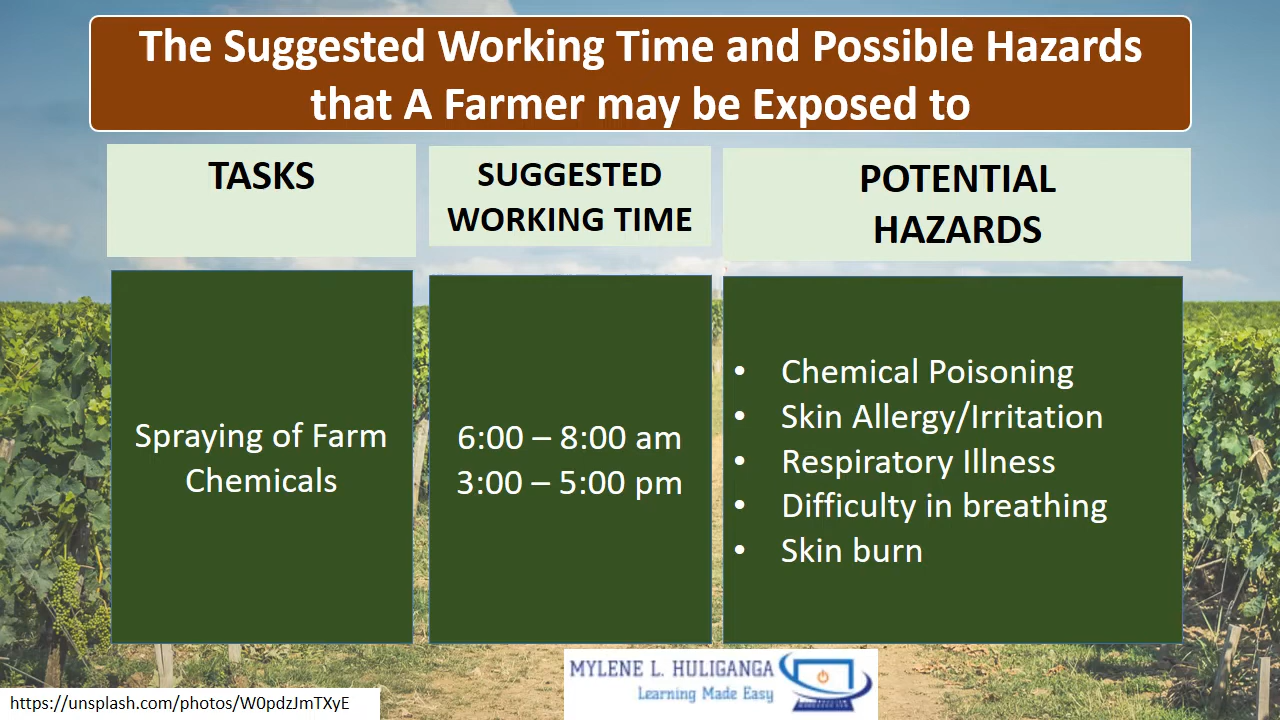 The Suggested Working Time and Possible Hazards
that A Farmer may be Exposed to
TASKS
SUGGESTED
WORKING TIME
POTENTIAL
HAZARDS
Spraying of Farm
Chemicals
6:00 – 8:00 am
3:00 – 5:00 pm
• Chemical Poisoning
• Skin Allergy/Irritation
• Respiratory Illness
• Difficulty in breathing
• Skin burn
MYLENE L. HULIGANGA
Learning Made Easy
https://unsplash.com/photos/W0pdzJmTXyE